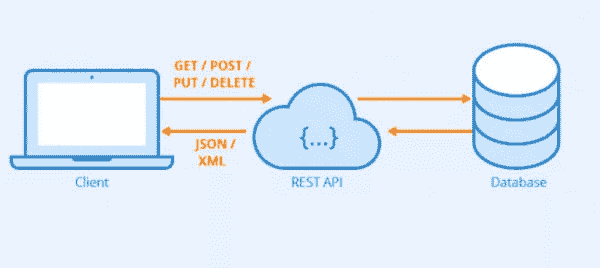 GET / POST /
PUT / DELETE
{...}
JSON /
XML
Client
REST API
Database